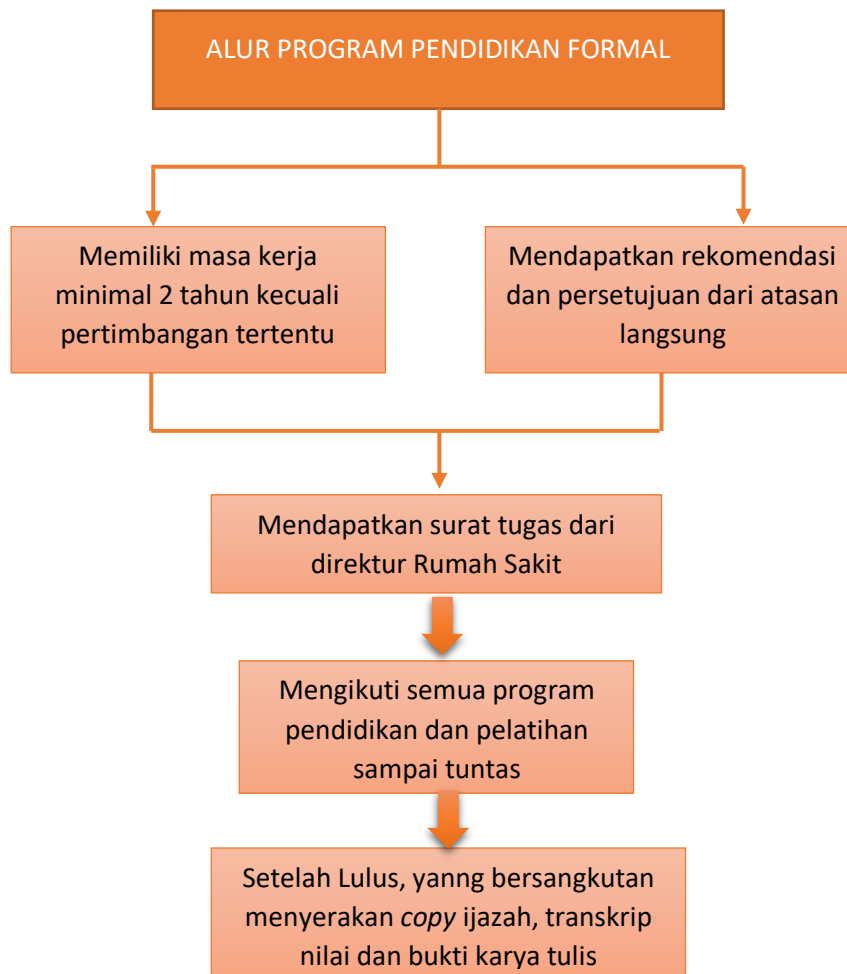 ALUR PROGRAM PENDIDIKAN FORMAL
Memiliki masa kerja
minimal 2 tahun kecuali
pertimbangan tertentu
Mendapatkan rekomendasi
dan persetujuan dari atasan
langsung
Mendapatkan surat tugas dari
direktur Rumah Sakit
Mengikuti semua program
pendidikan dan pelatihan
sampai tuntas
Setelah Lulus, yanng bersangkutan
menyerakan copy ijazah, transkrip
nilai dan bukti karya tulis